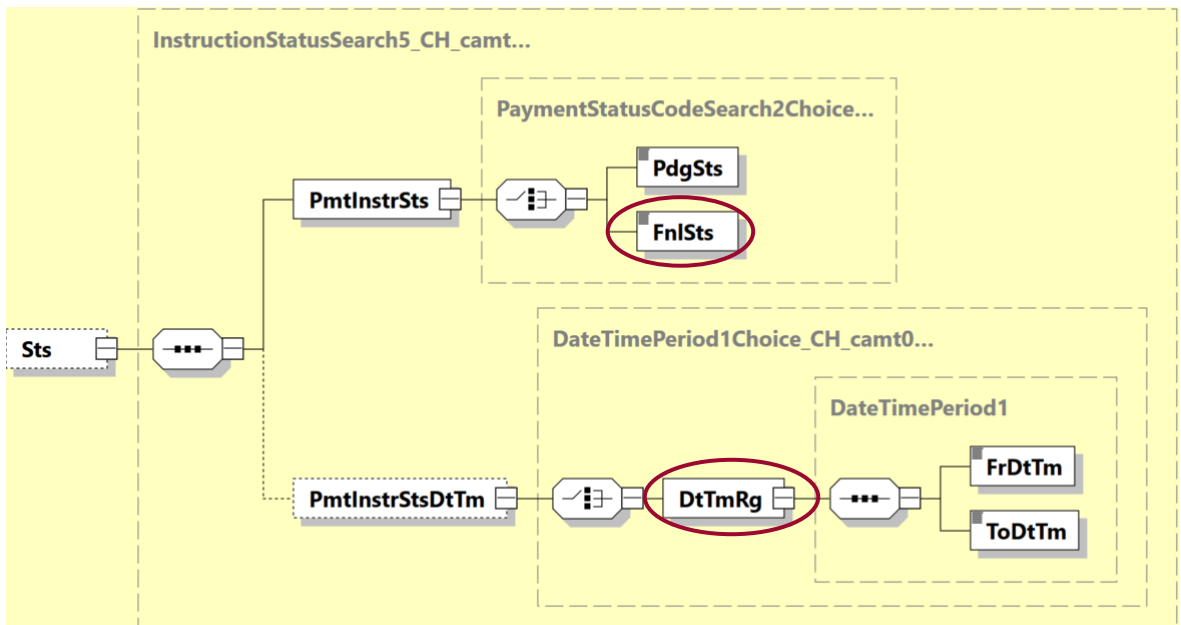 InstructionStatusSearch5_CH_camt...
PaymentStatusCodeSearch2Choice...
PdgSts
PmtInstrSts
FnlSts
DateTimePeriod1Choice_CH_camt0...
Sts
DateTimePeriod1
FrDtTm
PmtInstrStsDtTm
DtTmRg
ToDtTm